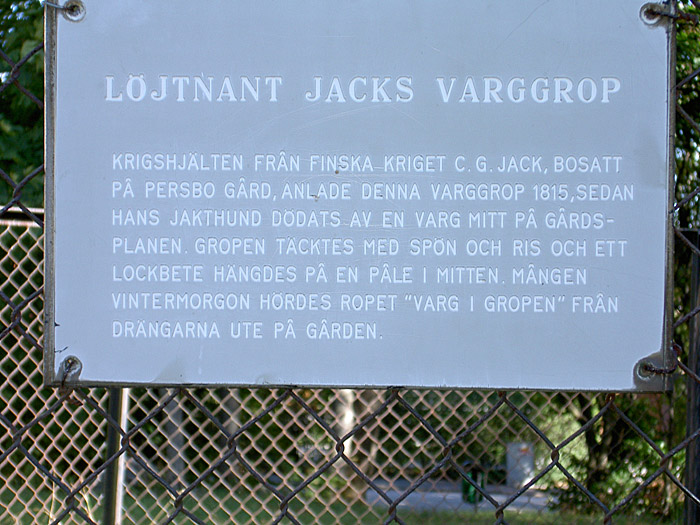 LÖJTNANT JACKS VARGGROP
KRIGSHJÄLTEN FRÅN FINSKA KRIGET C.G. JACK, BOSATT
PÅ PERSBO GÅRD, ANLADE DENNA VARGGROP 1815, SEDAN
HANS JAKTHUND DÖDATS AV EN VARG MITT PÅ GÅRDS-
PLANEN. GROPEN TÄCKTES MED SPÖN OCH RIS OCH ETT
LOCKBETE HÄNGDES PÅ EN PÅLE I MITTEN. MÅNGEN
VINTERMORGON HÖRDES ROPET "VARG I GROPEN" FRÅN
DRÄNGARNA UTE PÅ GÅRDEN.